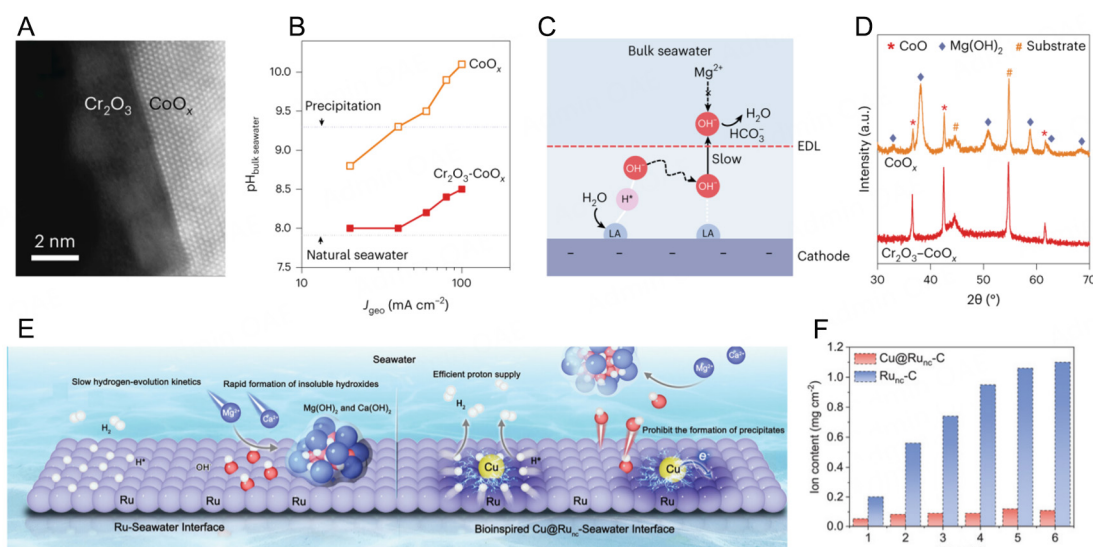 A
Cr₂O₃
CoOₓ
2 nm
B
pH_bulk seawater
10.0
9.5
9.0
8.5
8.0
7.5
CoOₓ
Precipitation
Cr₂O₃–CoOₓ
Natural seawater
10
100
J_geo (mA cm⁻²)
C
Bulk seawater
Mg²⁺
OH⁻
H₂O
HCO₃⁻
EDL
Slow
OH⁻
OH⁻
H₂O
H*
LA
LA
Cathode
– – – – –
D
* CoO ◆ Mg(OH)₂ # Substrate
Intensity (a.u.)
CoOₓ
Cr₂O₃–CoOₓ
30 40 50 60 70
2θ (°)
E
Seawater
Slow hydrogen-evolution kinetics
Rapid formation of insoluble hydroxides
Mg²⁺
Ca²⁺
Mg(OH)₂ and Ca(OH)₂
H₂
H*
OH
Ru
Ru
Ru
Ru-Seawater Interface
Efficient proton supply
H₂
H*
Cu
Ru
Mg²⁺
Ca²⁺
Prohibit the formation of precipitates
Cu
e⁻
Ru
Ru
Bioinspired Cu@Ru_nc-Seawater Interface
F
Ion content (mg cm⁻²)
1.2
1.0
0.8
0.6
0.4
0.2
0.0
Cu@Ru_nc-C
Ru_nc-C
1 2 3 4 5 6